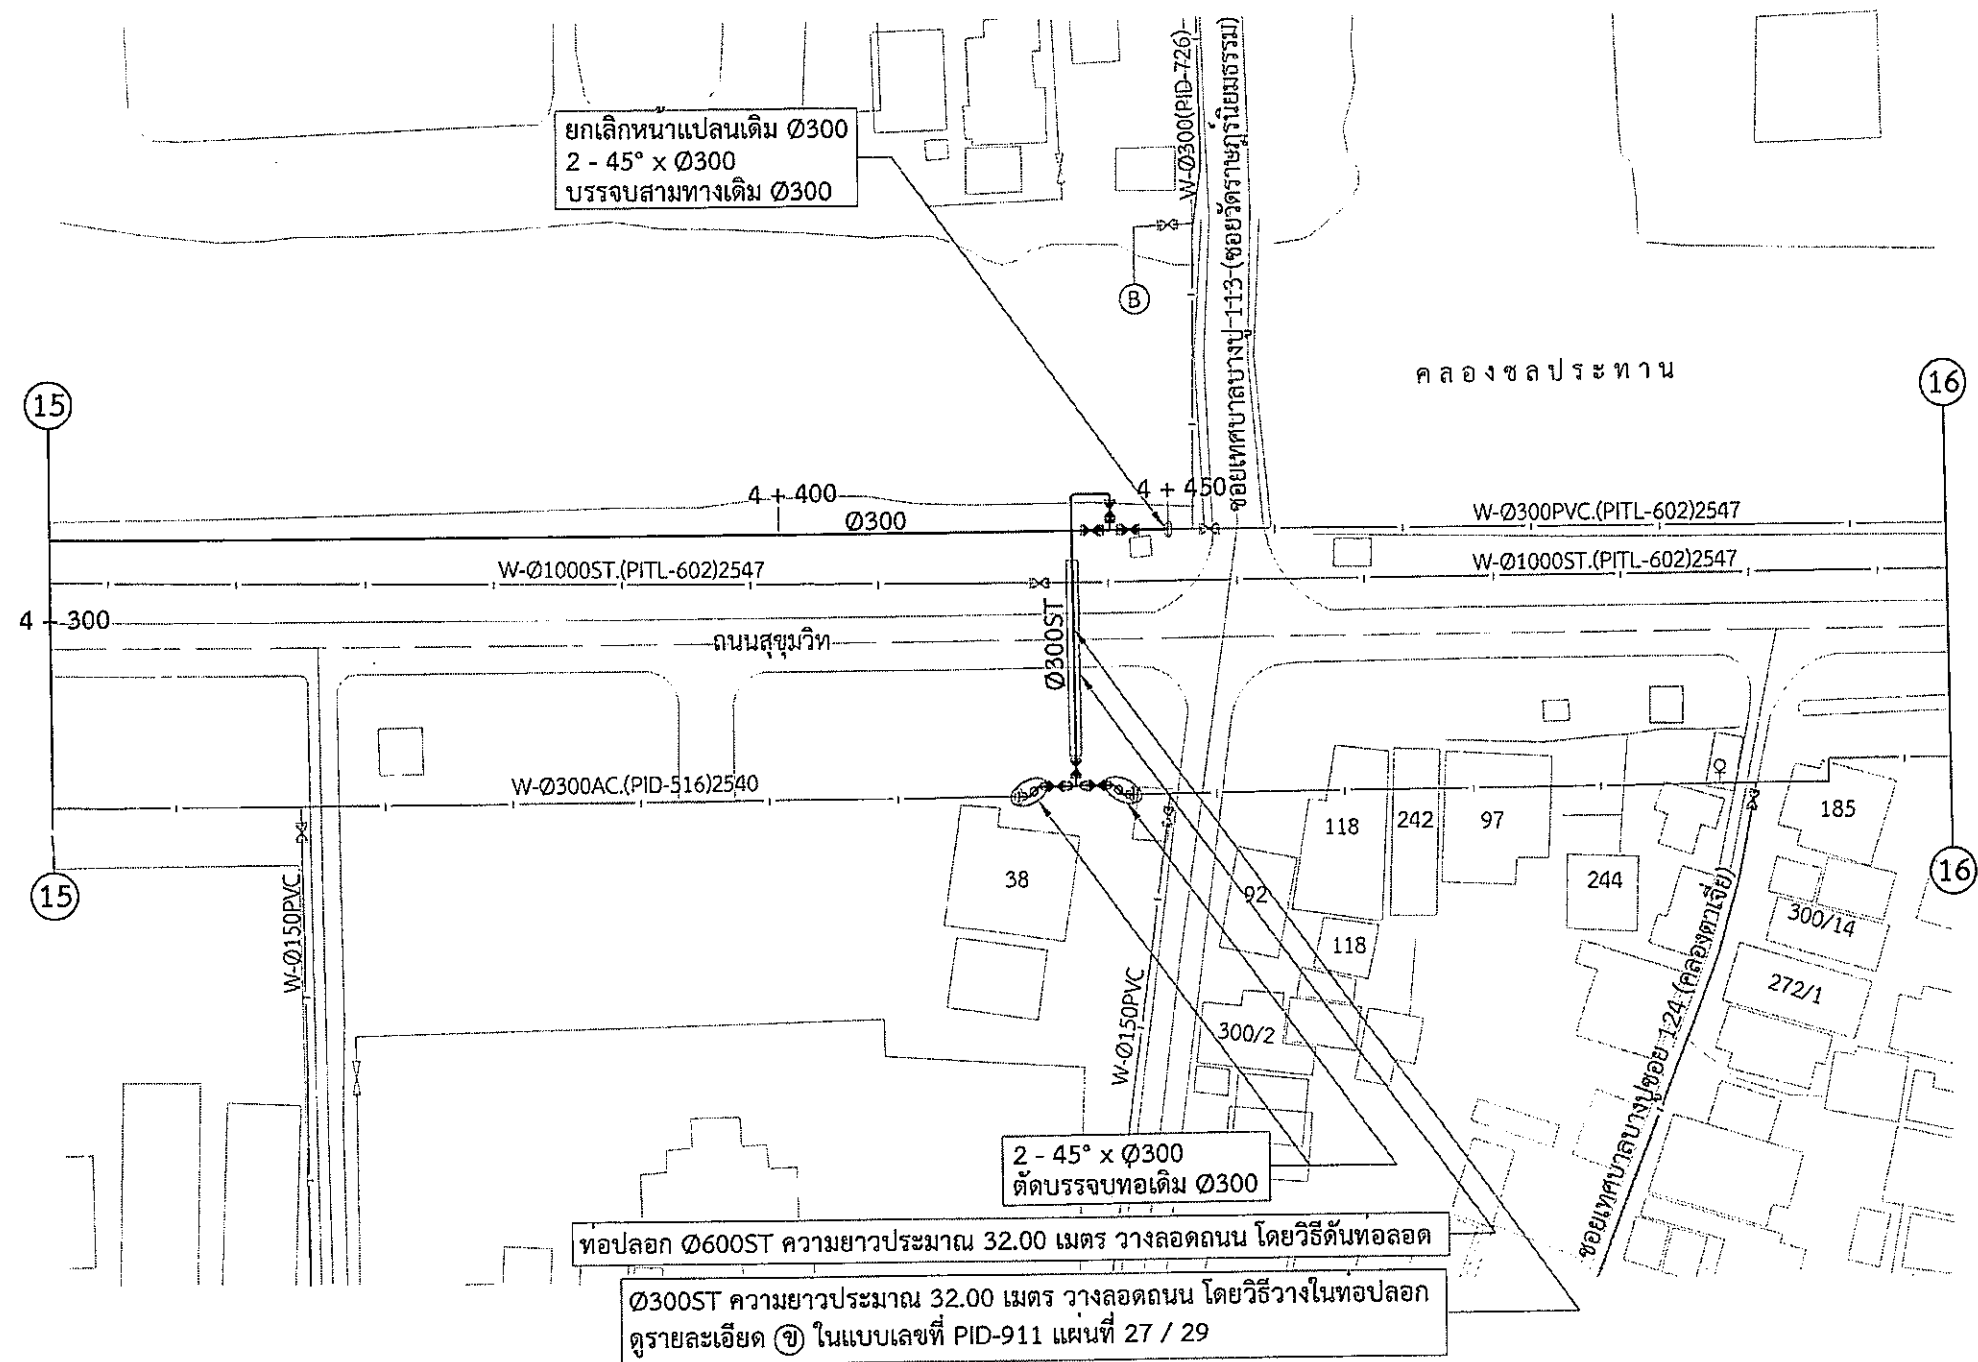 ยกเลิกหน้าแปลนเดิม Ø300
2 - 45° x Ø300
บรรจบสามทางเดิม Ø300
W-Ø300(PID-726)
ซอยเทศบาลบางปู 113 (ซอยวัดราษฎร์นิยมธรรม)
B
คลองชลประทาน
15
16
4 + 400
4 + 450
Ø300
W-Ø300PVC.(PITL-602)2547
W-Ø1000ST.(PITL-602)2547
W-Ø1000ST.(PITL-602)2547
4 + 300
ถนนสุขุมวิท
Ø300ST
W-Ø300AC.(PID-516)2540
118
242
97
185
38
92
244
15
16
W-Ø150PVC
118
300/14
272/1
300/2
W-Ø150PVC
ซอยเทศบาลบางปูซอย 124 (คลองตาเจี่ย)
2 - 45° x Ø300
ตัดบรรจบท่อเดิม Ø300
ท่อปลอก Ø600ST ความยาวประมาณ 32.00 เมตร วางลอดถนน โดยวิธีดันท่อลอด
Ø300ST ความยาวประมาณ 32.00 เมตร วางลอดถนน โดยวิธีวางในท่อปลอก
ดูรายละเอียด ข ในแบบเลขที่ PID-911 แผ่นที่ 27 / 29